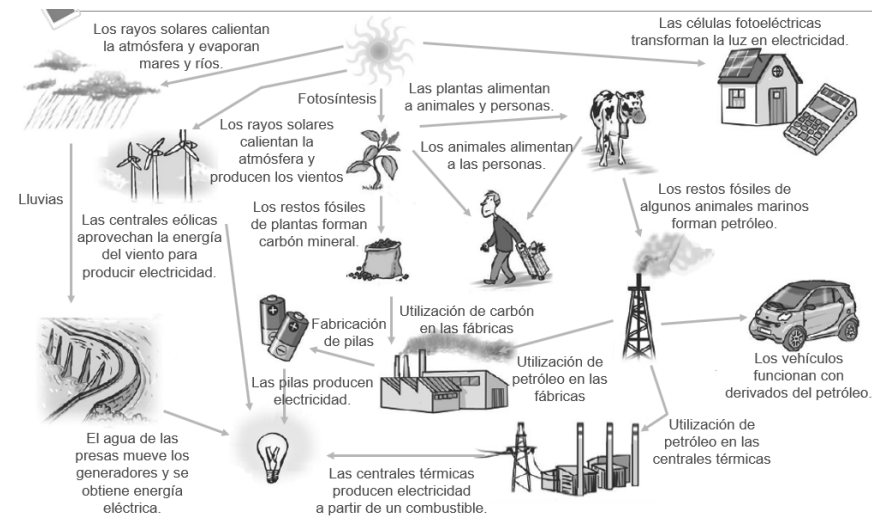 Los rayos solares calientan
la atmósfera y evaporan
mares y ríos.
Las células fotoeléctricas
transforman la luz en electricidad.
Fotosíntesis
Las plantas alimentan
a animales y personas.
Los rayos solares
calientan la
atmósfera y
producen los vientos
Los animales alimentan
a las personas.
Lluvias
Las centrales eólicas
aprovechan la energía
del viento para
producir electricidad.
Los restos fósiles
de plantas forman
carbón mineral.
Los restos fósiles de
algunos animales marinos
forman petróleo.
Fabricación
de pilas
Utilización de carbón
en las fábricas
Utilización de
petróleo en las
fábricas
Los vehículos
funcionan con
derivados del petróleo.
Las pilas producen
electricidad.
El agua de las
presas mueve los
generadores y se
obtiene energía
eléctrica.
Las centrales térmicas
producen electricidad
a partir de un combustible.
Utilización de
petróleo en las
centrales térmicas